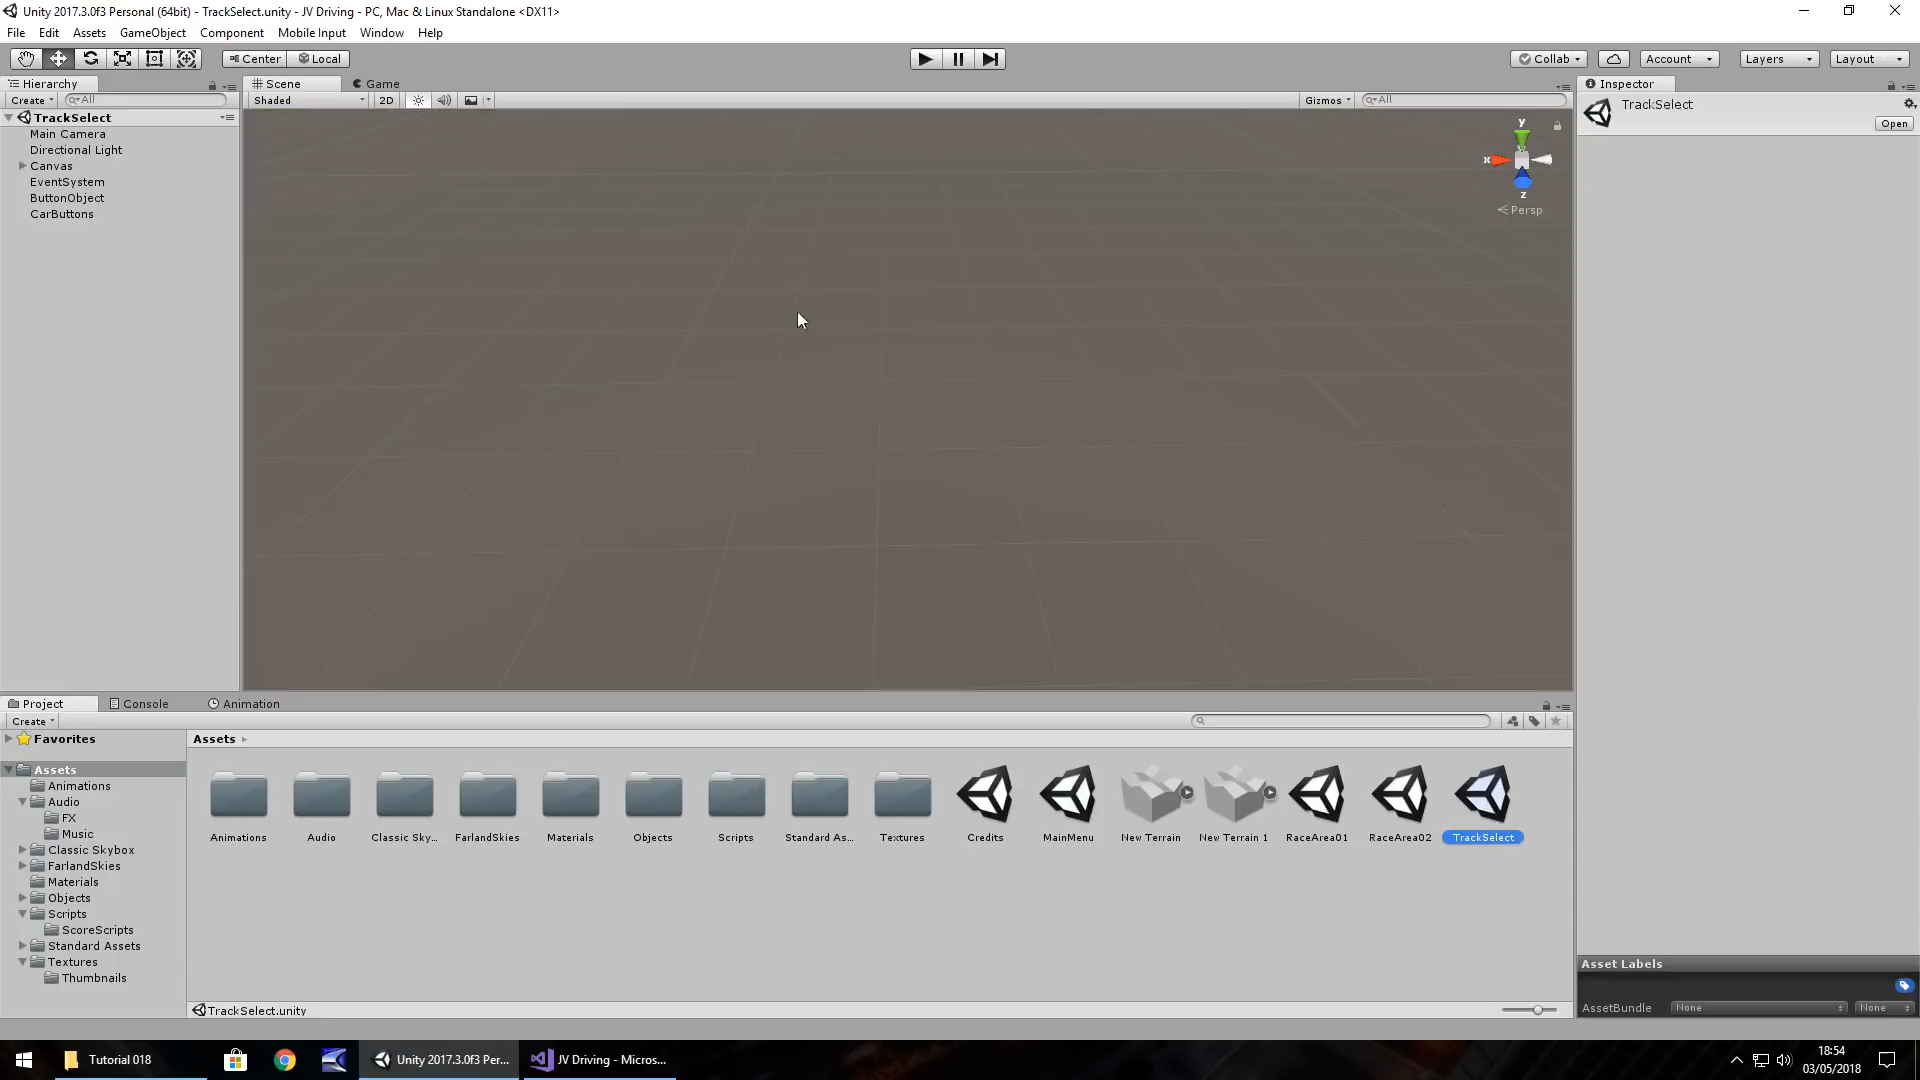 Unity 2017.3.0f3 Personal (64bit) - TrackSelect.unity - JV Driving - PC, Mac & Linux Standalone <DX11>
File Edit Assets GameObject Component Mobile Input Window Help
Center Local Collab Account Layers Layout
Hierarchy Scene Game Inspector
Create All Shaded 2D Gizmos All TrackSelect
Open
TrackSelect
Main Camera
Directional Light
Canvas
EventSystem
ButtonObject
CarButtons
y
x
z
Persp
Project Console Animation
Create
Favorites
Assets
Assets
Animations
Audio
FX
Music
Classic Skybox
FarlandSkies
Materials
Objects
Scripts
ScoreScripts
Standard Assets
Textures
Thumbnails
Animations Audio Classic Sky... FarlandSkies Materials Objects Scripts Standard As... Textures Credits MainMenu New Terrain New Terrain 1 RaceArea01 RaceArea02 TrackSelect
TrackSelect.unity
Asset Labels
AssetBundle None None
Tutorial 018 Unity 2017.3.0f3 Per... JV Driving - Micros...
18:54
03/05/2018